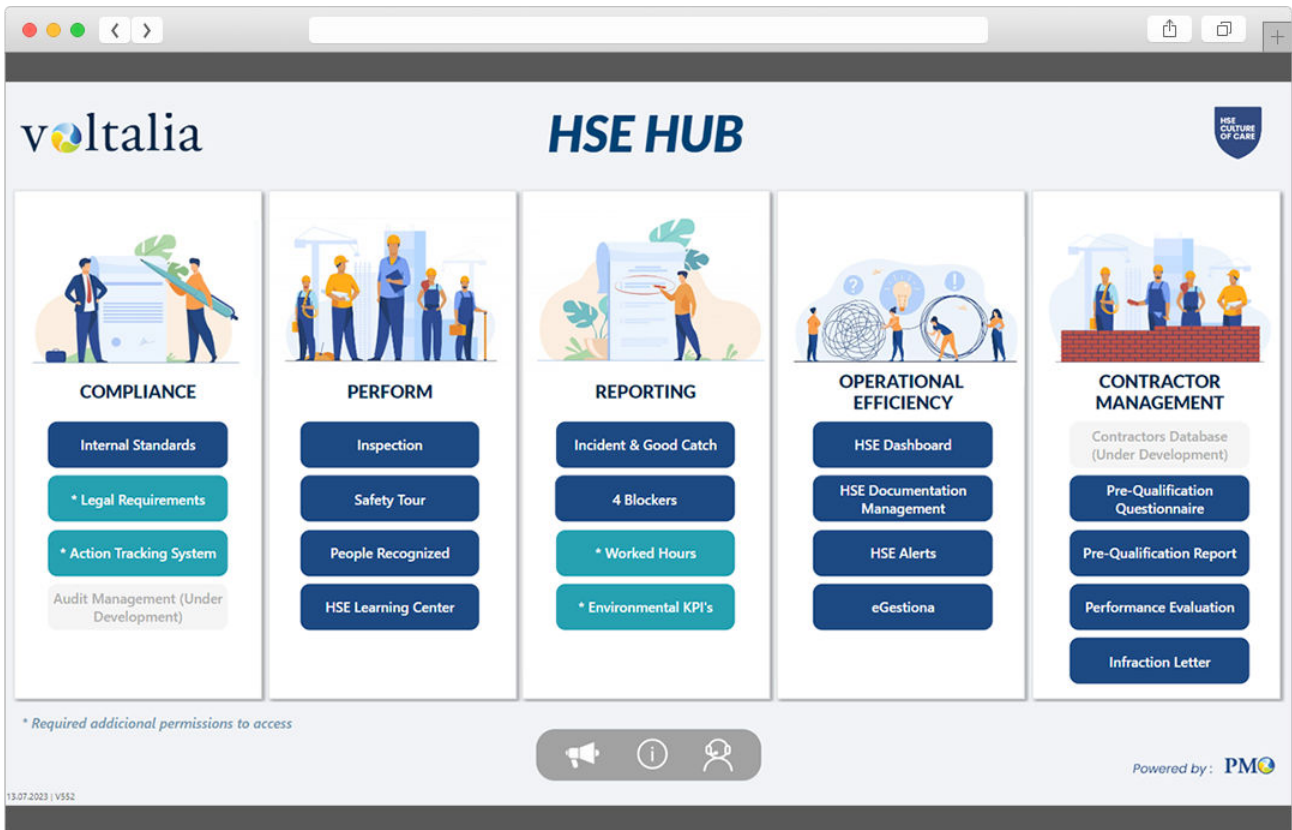 voltalia
HSE HUB
HSE
CULTURE
OF CARE
COMPLIANCE
Internal Standards
* Legal Requirements
* Action Tracking System
Audit Management (Under
Development)
PERFORM
Inspection
Safety Tour
People Recognized
HSE Learning Center
REPORTING
Incident & Good Catch
4 Blockers
* Worked Hours
* Environmental KPI's
OPERATIONAL
EFFICIENCY
HSE Dashboard
HSE Documentation
Management
HSE Alerts
eGestiona
CONTRACTOR
MANAGEMENT
Contractors Database
(Under Development)
Pre-Qualification
Questionnaire
Pre-Qualification Report
Performance Evaluation
Infraction Letter
* Required addicional permissions to access
Powered by : PMO
13.07.2023 | V552